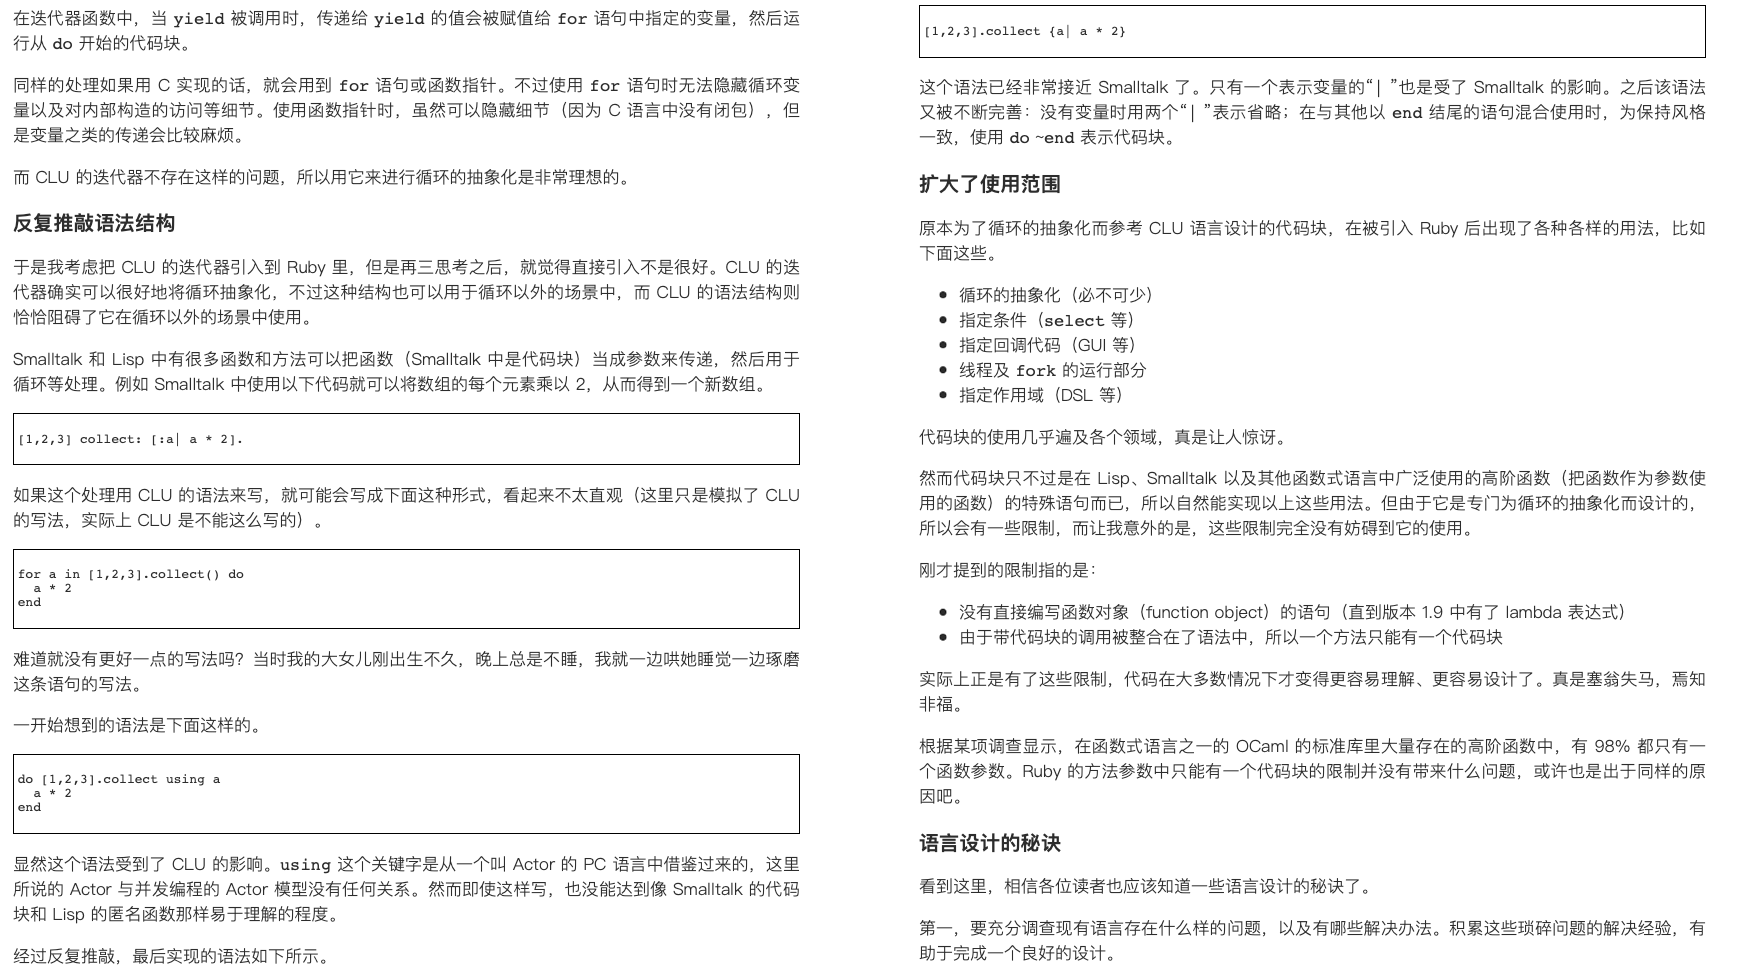 在迭代器函数中，当 yield 被调用时，传递给 yield 的值会被赋值给 for 语句中指定的变量，然后运
行从 do 开始的代码块。
同样的处理如果用 C 实现的话，就会用到 for 语句或函数指针。不过使用 for 语句时无法隐藏循环变
量以及对内部构造的访问等细节。使用函数指针时，虽然可以隐藏细节（因为 C 语言中没有闭包），但
是变量之类的传递会比较麻烦。
而 CLU 的迭代器不存在这样的问题，所以用它来进行循环的抽象化是非常理想的。
反复推敲语法结构
于是我考虑把 CLU 的迭代器引入到 Ruby 里，但是再三思考之后，就觉得直接引入不是很好。CLU 的迭
代器确实可以很好地将循环抽象化，不过这种结构也可以用于循环以外的场景中，而 CLU 的语法结构则
恰恰阻碍了它在循环以外的场景中使用。
Smalltalk 和 Lisp 中有很多函数和方法可以把函数（Smalltalk 中是代码块）当成参数来传递，然后用于
循环等处理。例如 Smalltalk 中使用以下代码就可以将数组的每个元素乘以 2，从而得到一个新数组。
[1,2,3] collect: [:a| a * 2].
如果这个处理用 CLU 的语法来写，就可能会写成下面这种形式，看起来不太直观（这里只是模拟了 CLU
的写法，实际上 CLU 是不能这么写的）。
for a in [1,2,3].collect() do
  a * 2
end
难道就没有更好一点的写法吗？当时我的大女儿刚出生不久，晚上总是不睡，我就一边哄她睡觉一边琢磨
这条语句的写法。
一开始想到的语法是下面这样的。
do [1,2,3].collect using a
  a * 2
end
显然这个语法受到了 CLU 的影响。using 这个关键字是从一个叫 Actor 的 PC 语言中借鉴过来的，这里
所说的 Actor 与并发编程的 Actor 模型没有任何关系。然而即使这样写，也没能达到像 Smalltalk 的代码
块和 Lisp 的匿名函数那样易于理解的程度。
经过反复推敲，最后实现的语法如下所示。
[1,2,3].collect {a| a * 2}
这个语法已经非常接近 Smalltalk 了。只有一个表示变量的“| ”也是受了 Smalltalk 的影响。之后该语法
又被不断完善：没有变量时用两个“| ”表示省略；在与其他以 end 结尾的语句混合使用时，为保持风格
一致，使用 do ~end 表示代码块。
扩大了使用范围
原本为了循环的抽象化而参考 CLU 语言设计的代码块，在被引入 Ruby 后出现了各种各样的用法，比如
下面这些。
• 循环的抽象化（必不可少）
• 指定条件（select 等）
• 指定回调代码（GUI 等）
• 线程及 fork 的运行部分
• 指定作用域（DSL 等）
代码块的使用几乎遍及各个领域，真是让人惊讶。
然而代码块只不过是在 Lisp、Smalltalk 以及其他函数式语言中广泛使用的高阶函数（把函数作为参数使
用的函数）的特殊语句而已，所以自然能实现以上这些用法。但由于它是专门为循环的抽象化而设计的，
所以会有一些限制，而让我意外的是，这些限制完全没有妨碍到它的使用。
刚才提到的限制指的是：
• 没有直接编写函数对象（function object）的语句（直到版本 1.9 中有了 lambda 表达式）
• 由于带代码块的调用被整合在了语法中，所以一个方法只能有一个代码块
实际上正是有了这些限制，代码在大多数情况下才变得更容易理解、更容易设计了。真是塞翁失马，焉知
非福。
根据某项调查显示，在函数式语言之一的 OCaml 的标准库里大量存在的高阶函数中，有 98% 都只有一
个函数参数。Ruby 的方法参数中只能有一个代码块的限制并没有带来什么问题，或许也是出于同样的原
因吧。
语言设计的秘诀
看到这里，相信各位读者也应该知道一些语言设计的秘诀了。
第一，要充分调查现有语言存在什么样的问题，以及有哪些解决办法。积累这些琐碎问题的解决经验，有
助于完成一个良好的设计。